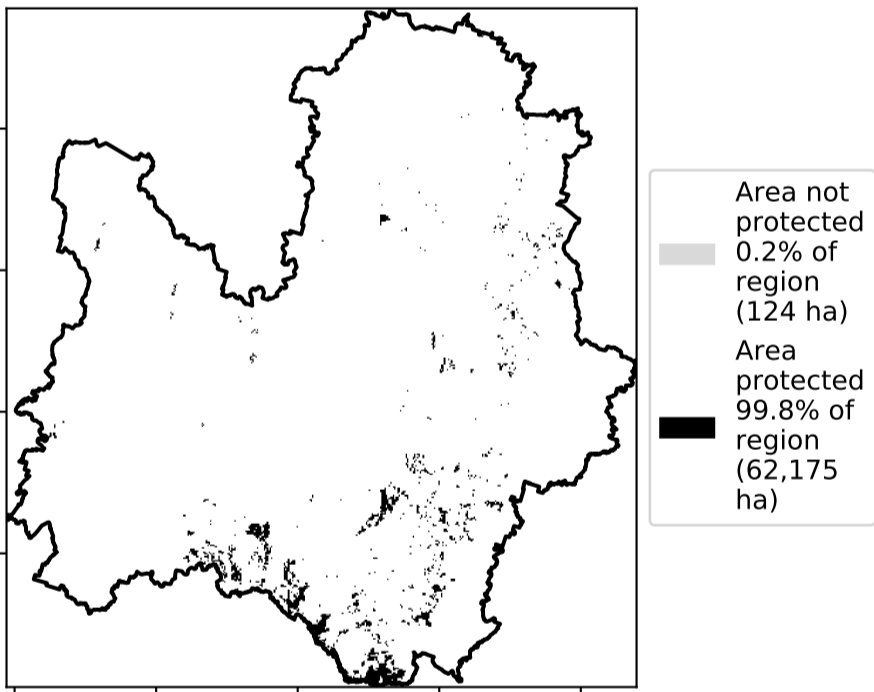 Area not
protected
0.2% of
region
(124 ha)
Area
protected
99.8% of
region
(62,175
ha)